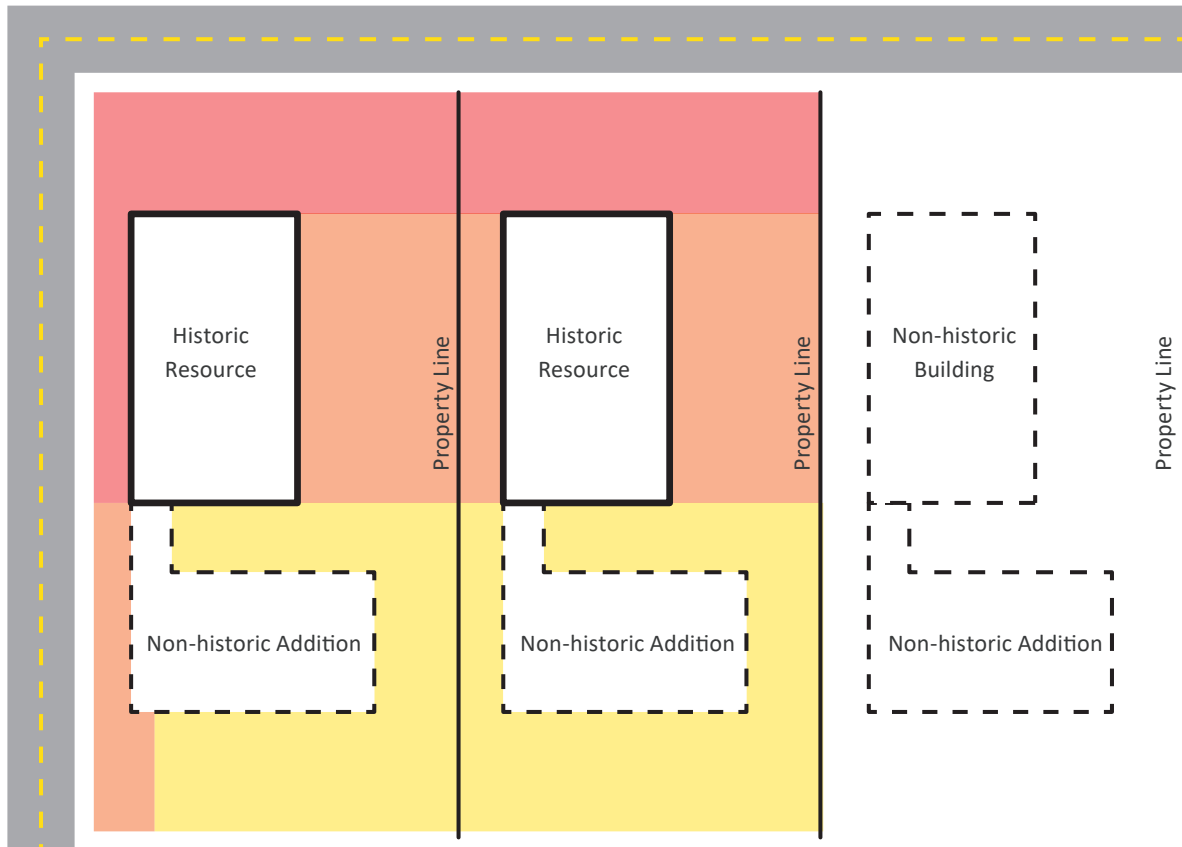 Historic
Resource
Property Line
Historic
Resource
Property Line
Non-historic
Building
Property Line
Non-historic Addition
Non-historic Addition
Non-historic Addition